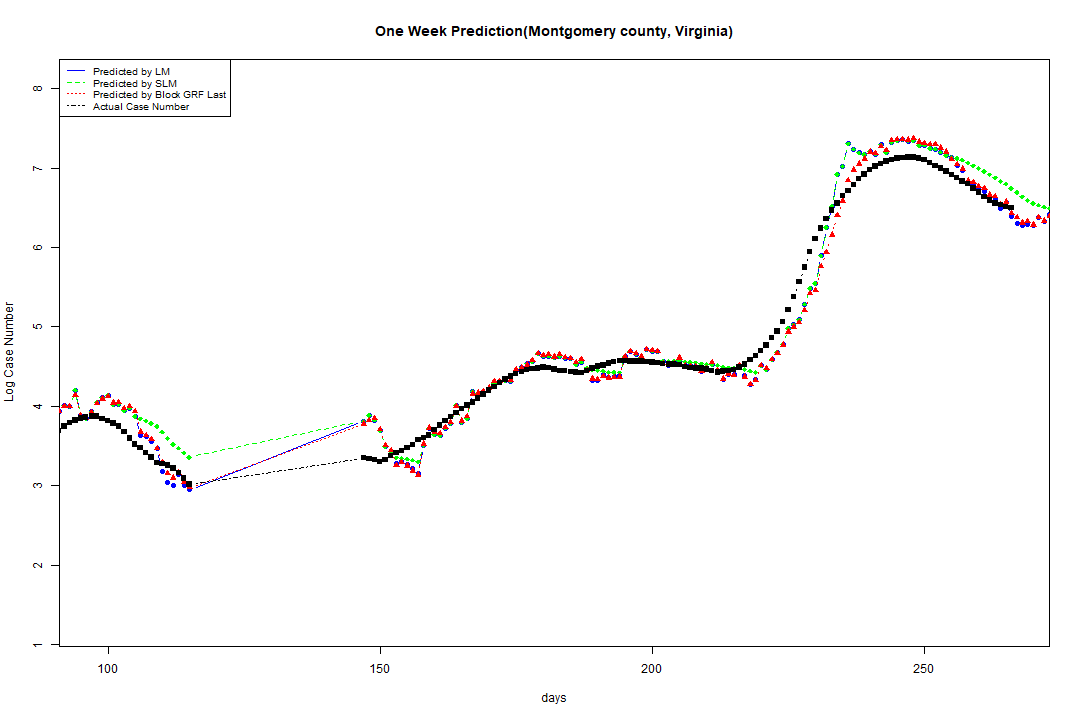 One Week Prediction(Montgomery county, Virginia)
Predicted by LM
Predicted by SLM
Predicted by Block GRF Last
Actual Case Number
8
7
6
5
4
3
2
1
Log Case Number
100 150 200 250
days